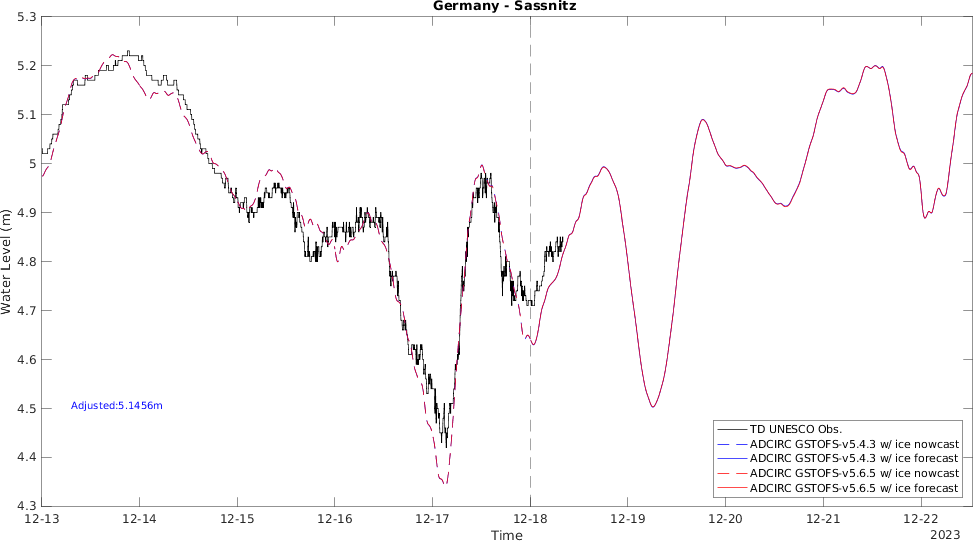 Germany - Sassnitz
5.3
5.2
5.1
5
4.9
4.8
4.7
4.6
4.5
4.4
4.3
Water Level (m)
Adjusted:5.1456m
TD UNESCO Obs.
ADCIRC GSTOFS-v5.4.3 w/ ice nowcast
ADCIRC GSTOFS-v5.4.3 w/ ice forecast
ADCIRC GSTOFS-v5.6.5 w/ ice nowcast
ADCIRC GSTOFS-v5.6.5 w/ ice forecast
12-13 12-14 12-15 12-16 12-17 12-18 12-19 12-20 12-21 12-22
Time
2023